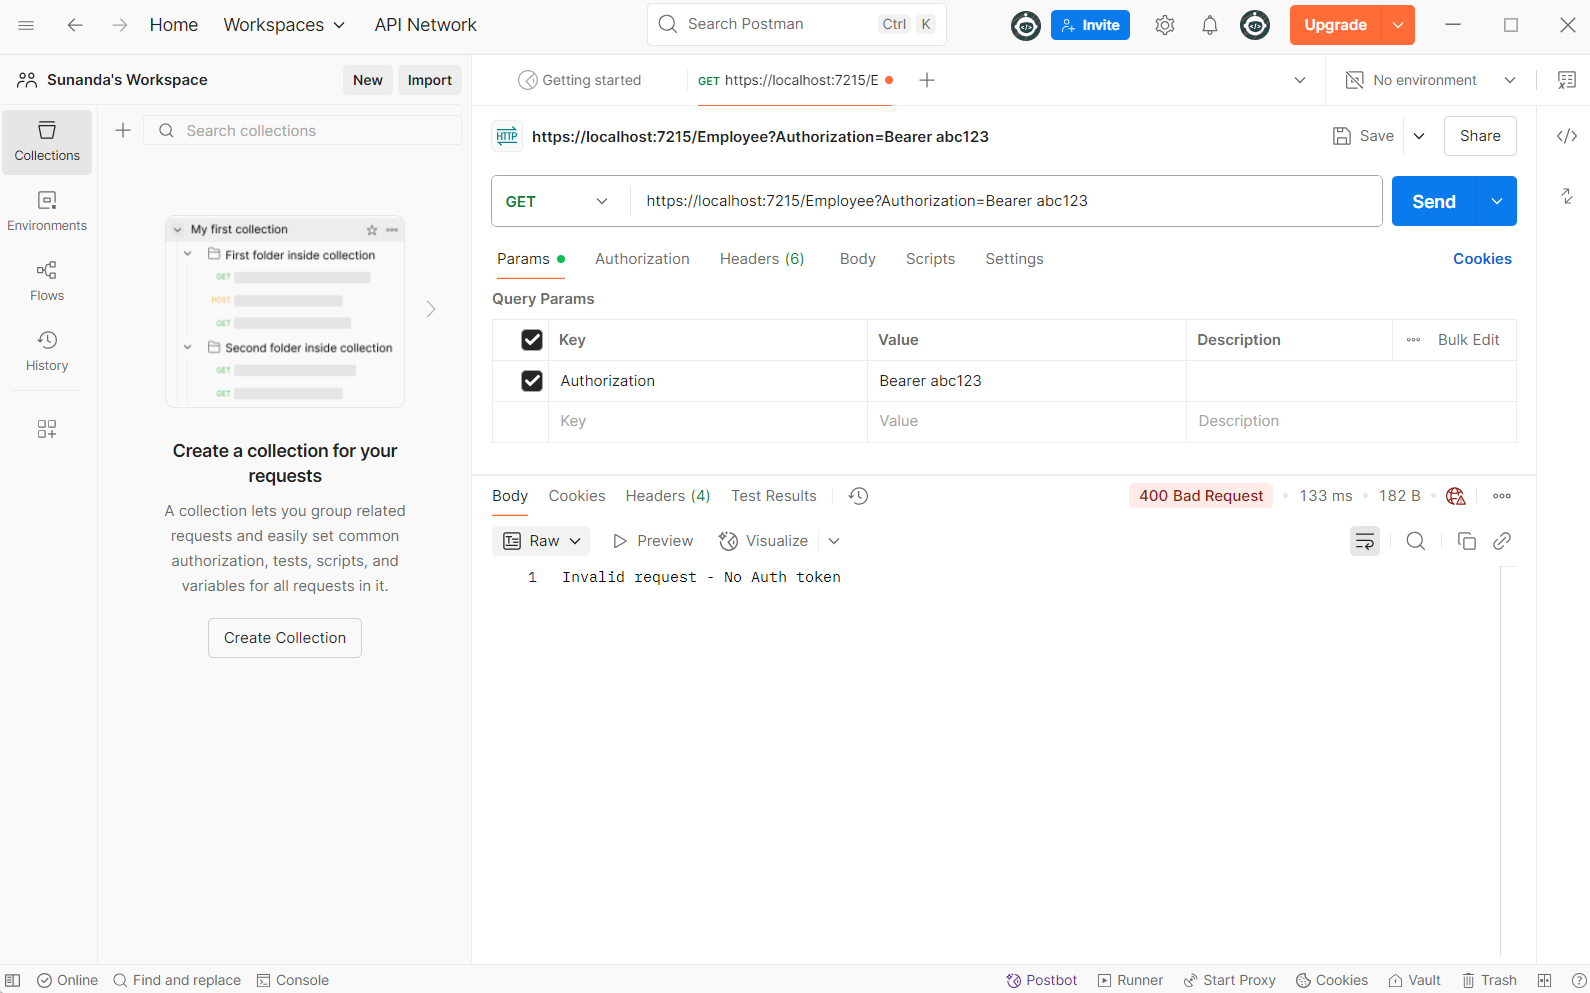 Home Workspaces API Network Search Postman Ctrl K Invite Upgrade
Sunanda's Workspace New Import
Getting started GET https://localhost:7215/E No environment
Collections
Search collections
HTTP https://localhost:7215/Employee?Authorization=Bearer abc123 Save Share
Environments
Flows
History
My first collection
First folder inside collection
GET
POST
GET
Second folder inside collection
GET
GET
Create a collection for your
requests
A collection lets you group related
requests and easily set common
authorization, tests, scripts, and
variables for all requests in it.
Create Collection
GET https://localhost:7215/Employee?Authorization=Bearer abc123 Send
Params Authorization Headers (6) Body Scripts Settings Cookies
Query Params
Key Value Description Bulk Edit
Authorization Bearer abc123
Key Value Description
Body Cookies Headers (4) Test Results 400 Bad Request 133 ms 182 B
Raw Preview Visualize
1 Invalid request - No Auth token
Online Find and replace Console Postbot Runner Start Proxy Cookies Vault Trash